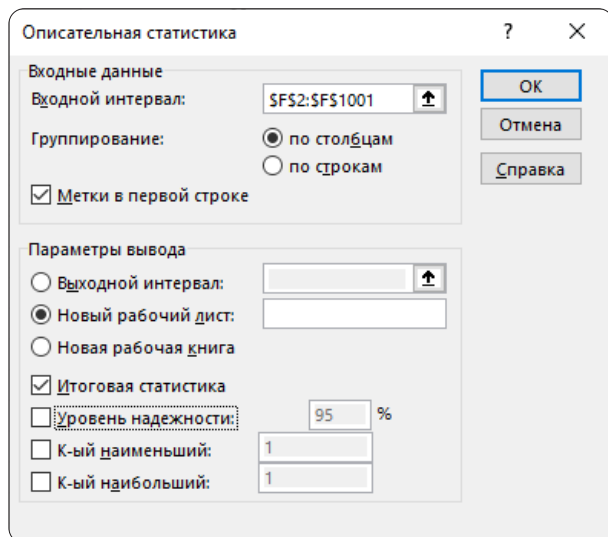 Описательная статистика ?
Входные данные
Входной интервал: $F$2:$F$1001
OK
Группирование: по столбцам
Отмена
по строкам
Справка
Метки в первой строке
Параметры вывода
Выходной интервал:
Новый рабочий лист:
Новая рабочая книга
Итоговая статистика
Уровень надежности: 95 %
К-ый наименьший: 1
К-ый наибольший: 1